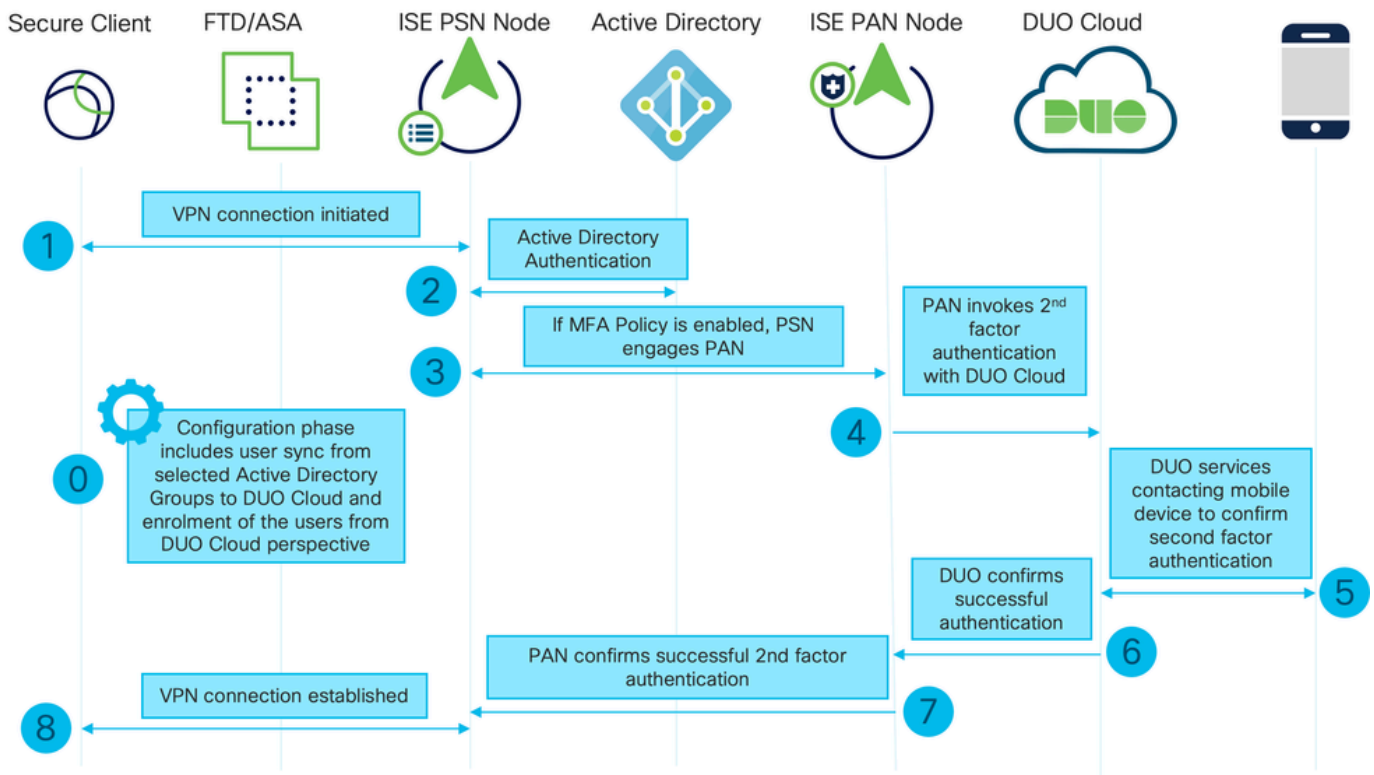 Secure Client
FTD/ASA
ISE PSN Node
Active Directory
ISE PAN Node
DUO Cloud
DUO
VPN connection initiated
1
Active Directory
Authentication
2
If MFA Policy is enabled, PSN
engages PAN
3
PAN invokes 2nd
factor
authentication
with DUO Cloud
4
0
Configuration phase
includes user sync from
selected Active Directory
Groups to DUO Cloud and
enrolment of the users from
DUO Cloud perspective
DUO services
contacting mobile
device to confirm
second factor
authentication
5
DUO confirms
successful
authentication
6
PAN confirms successful 2nd factor
authentication
7
VPN connection established
8